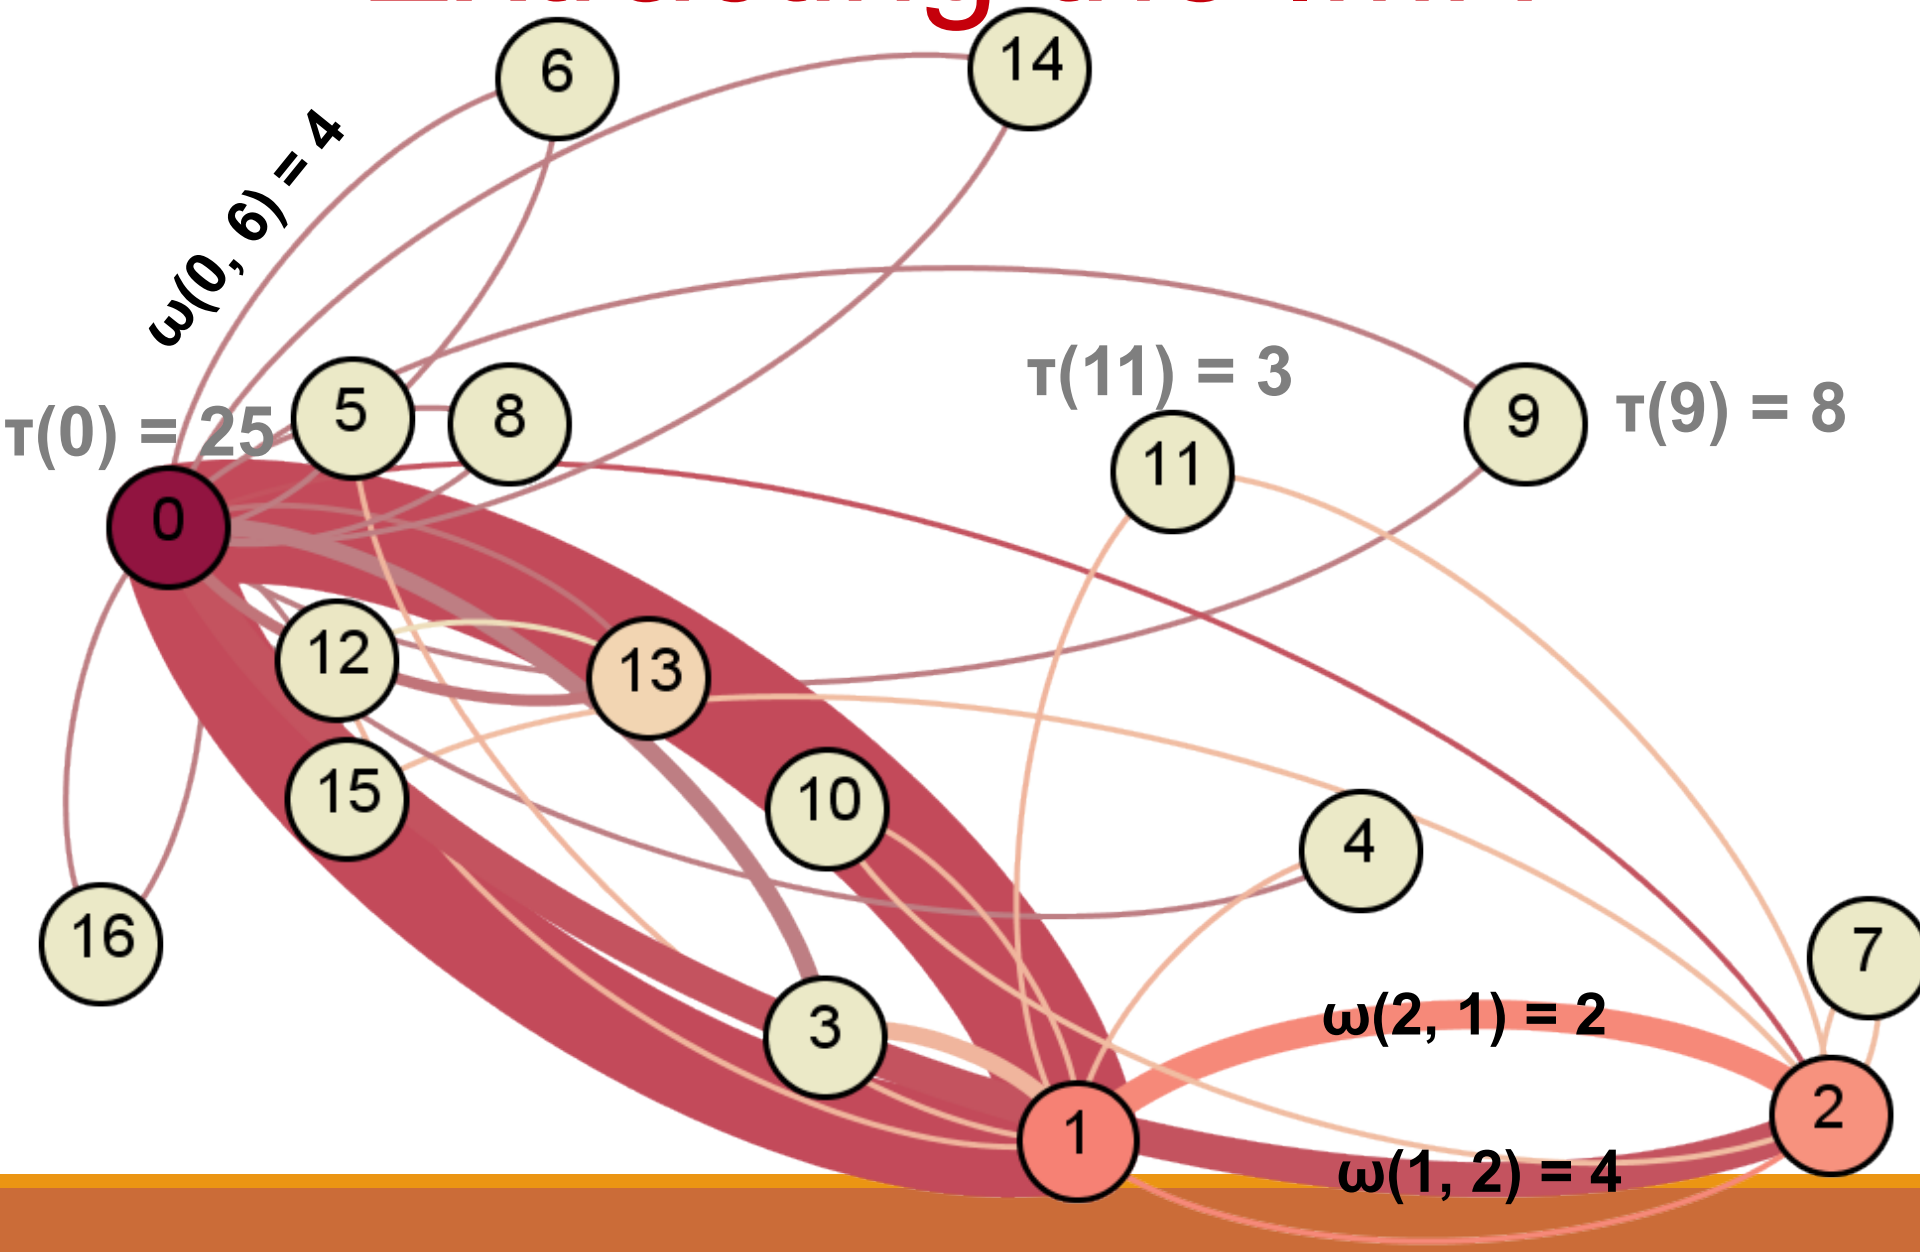 6
14
ω(0, 6) = 4
τ(11) = 3
τ(9) = 8
τ(0) = 25
5
8
9
11
0
12
13
15
10
4
16
7
3
ω(2, 1) = 2
1
2
ω(1, 2) = 4